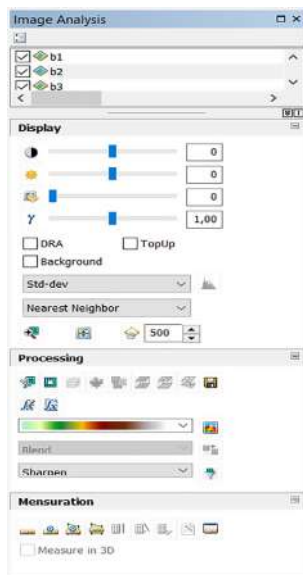 Image Analysis
b1
b2
b3
Display
0
0
0
γ 1,00
DRA TopUp
Background
Std-dev
Nearest Neighbor
500
Processing
fx
Blend
Sharpen
Mensuration
Measure in 3D